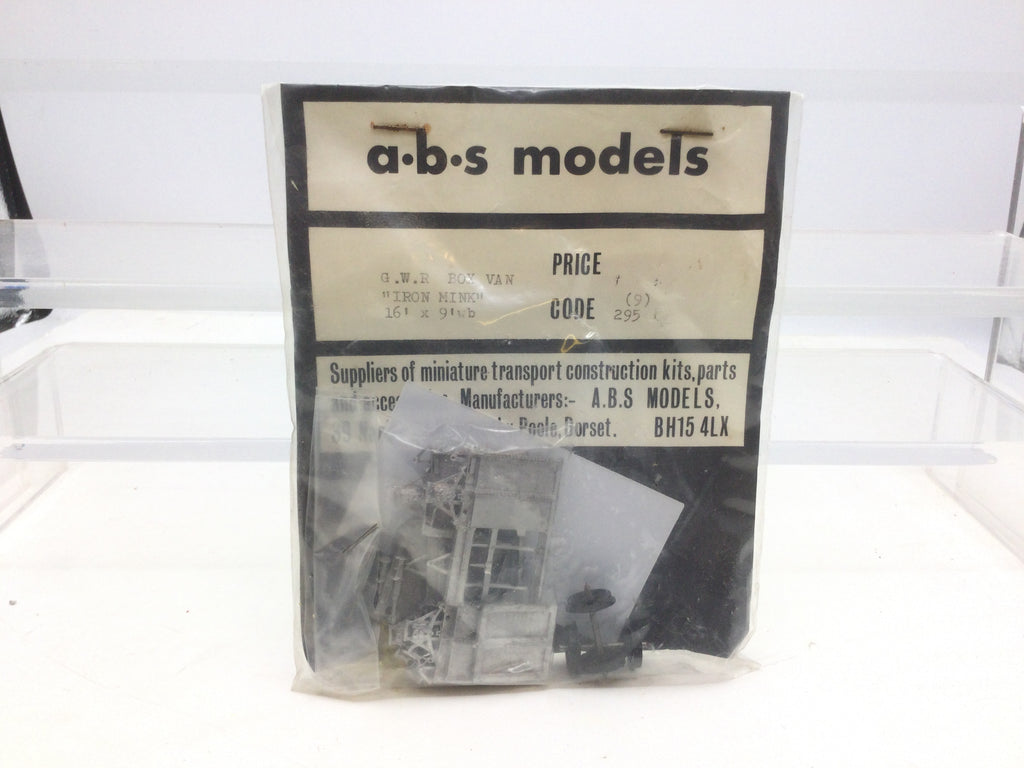 a·b·s models
G.W.R BOX VAN
"IRON MINK"
16' x 9'wb
PRICE
CODE
(9)
295
Suppliers of miniature transport construction kits, parts
and Manufacturers:- A.B.S MODELS,
Poole, Dorset. BH15 4LX